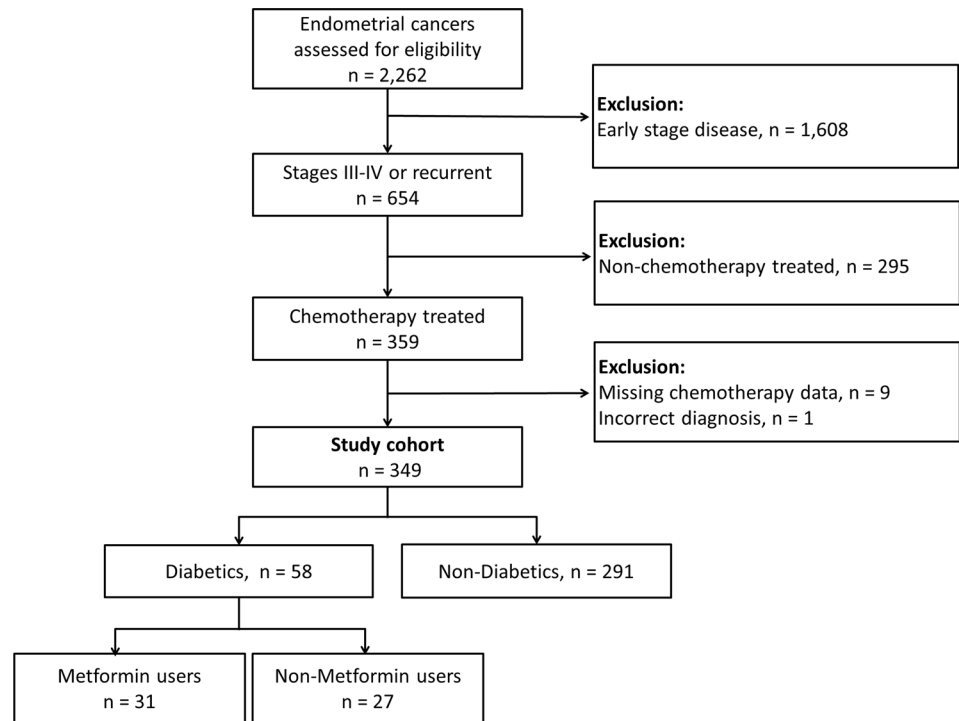 Endometrial cancers
assessed for eligibility
n = 2,262
Exclusion:
Early stage disease, n = 1,608
Stages III-IV or recurrent
n = 654
Exclusion:
Non-chemotherapy treated, n = 295
Chemotherapy treated
n = 359
Exclusion:
Missing chemotherapy data, n = 9
Incorrect diagnosis, n = 1
Study cohort
n = 349
Diabetics, n = 58
Non-Diabetics, n = 291
Metformin users
n = 31
Non-Metformin users
n = 27